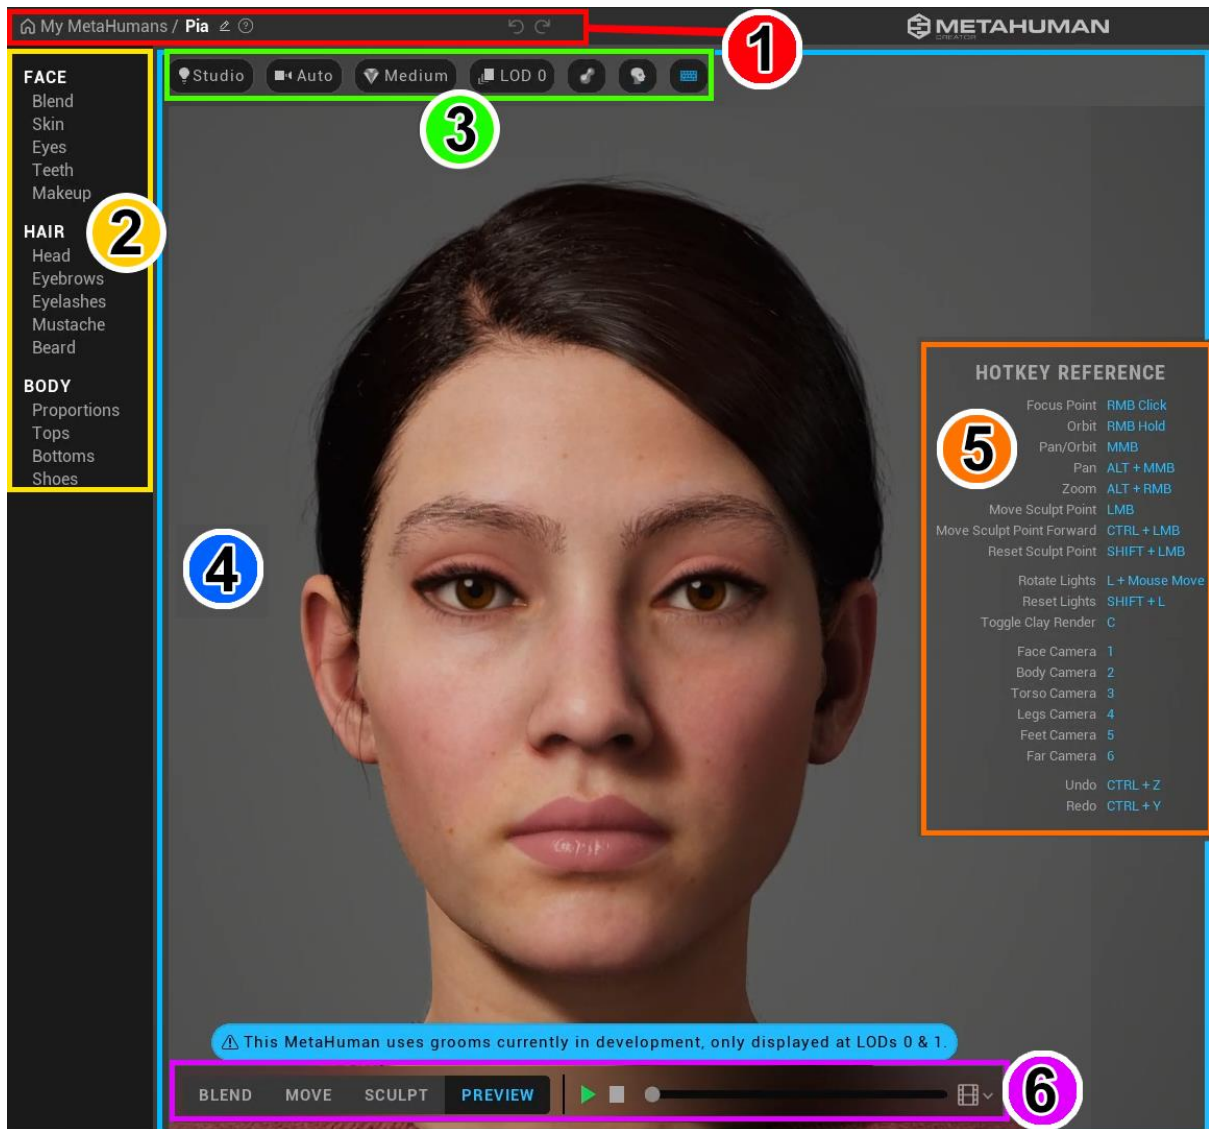 My MetaHumans / Pia
METAHUMAN
CREATOR
1
FACE
Blend
Skin
Eyes
Teeth
Makeup
HAIR
Head
Eyebrows
Eyelashes
Mustache
Beard
BODY
Proportions
Tops
Bottoms
Shoes
2
Studio Auto Medium LOD 0
3
4
HOTKEY REFERENCE
Focus Point RMB Click
Orbit RMB Hold
Pan/Orbit MMB
Pan ALT + MMB
Zoom ALT + RMB
Move Sculpt Point LMB
Move Sculpt Point Forward CTRL + LMB
Reset Sculpt Point SHIFT + LMB
Rotate Lights L + Mouse Move
Reset Lights SHIFT + L
Toggle Clay Render C
Face Camera 1
Body Camera 2
Torso Camera 3
Legs Camera 4
Feet Camera 5
Far Camera 6
Undo CTRL + Z
Redo CTRL + Y
5
This MetaHuman uses grooms currently in development, only displayed at LODs 0 & 1.
BLEND MOVE SCULPT PREVIEW
6